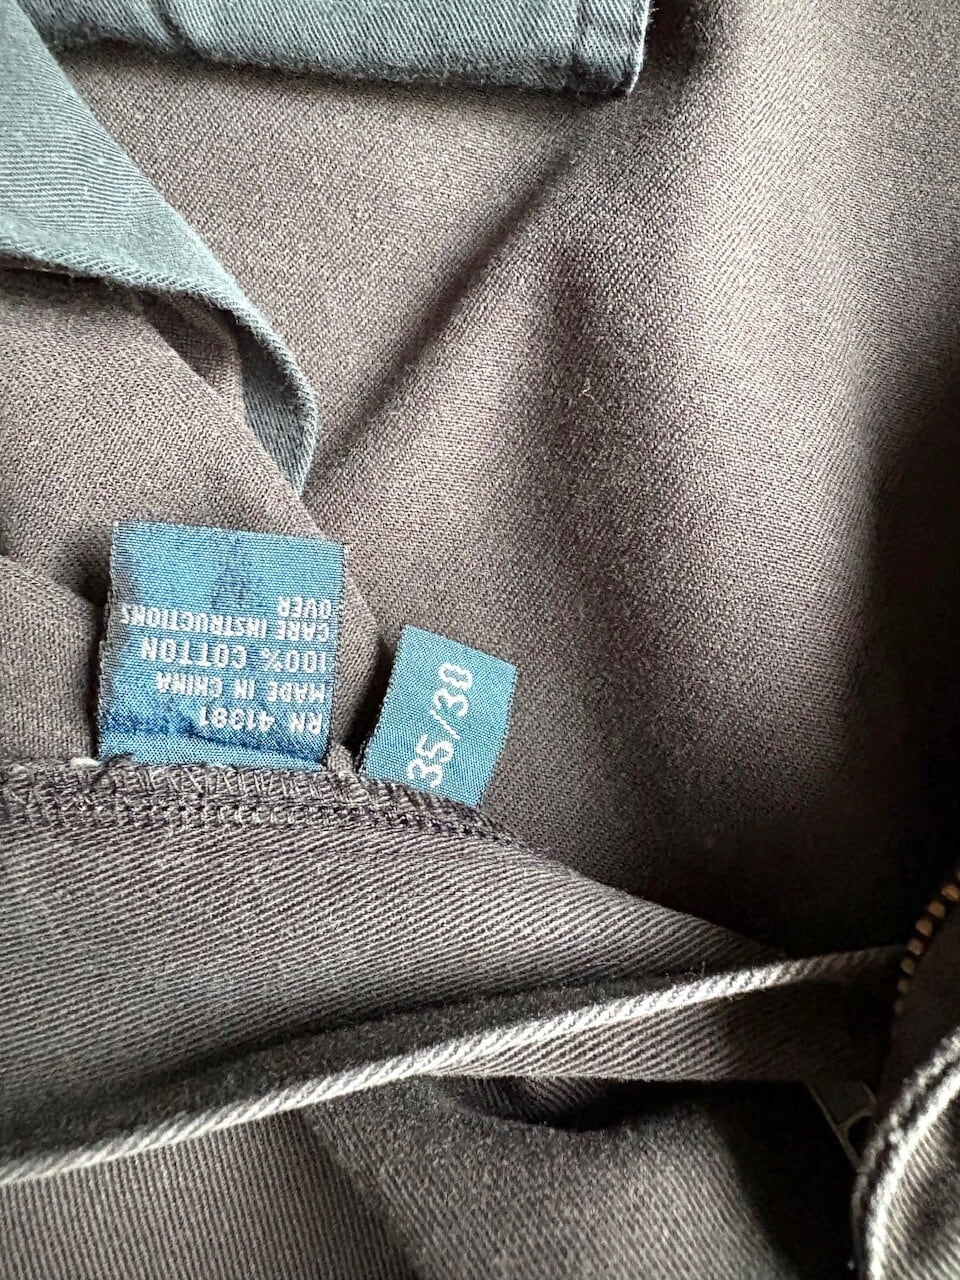 RN 41381
MADE IN CHINA
100% COTTON
CARE INSTRUCTIONS
OVER
35/30